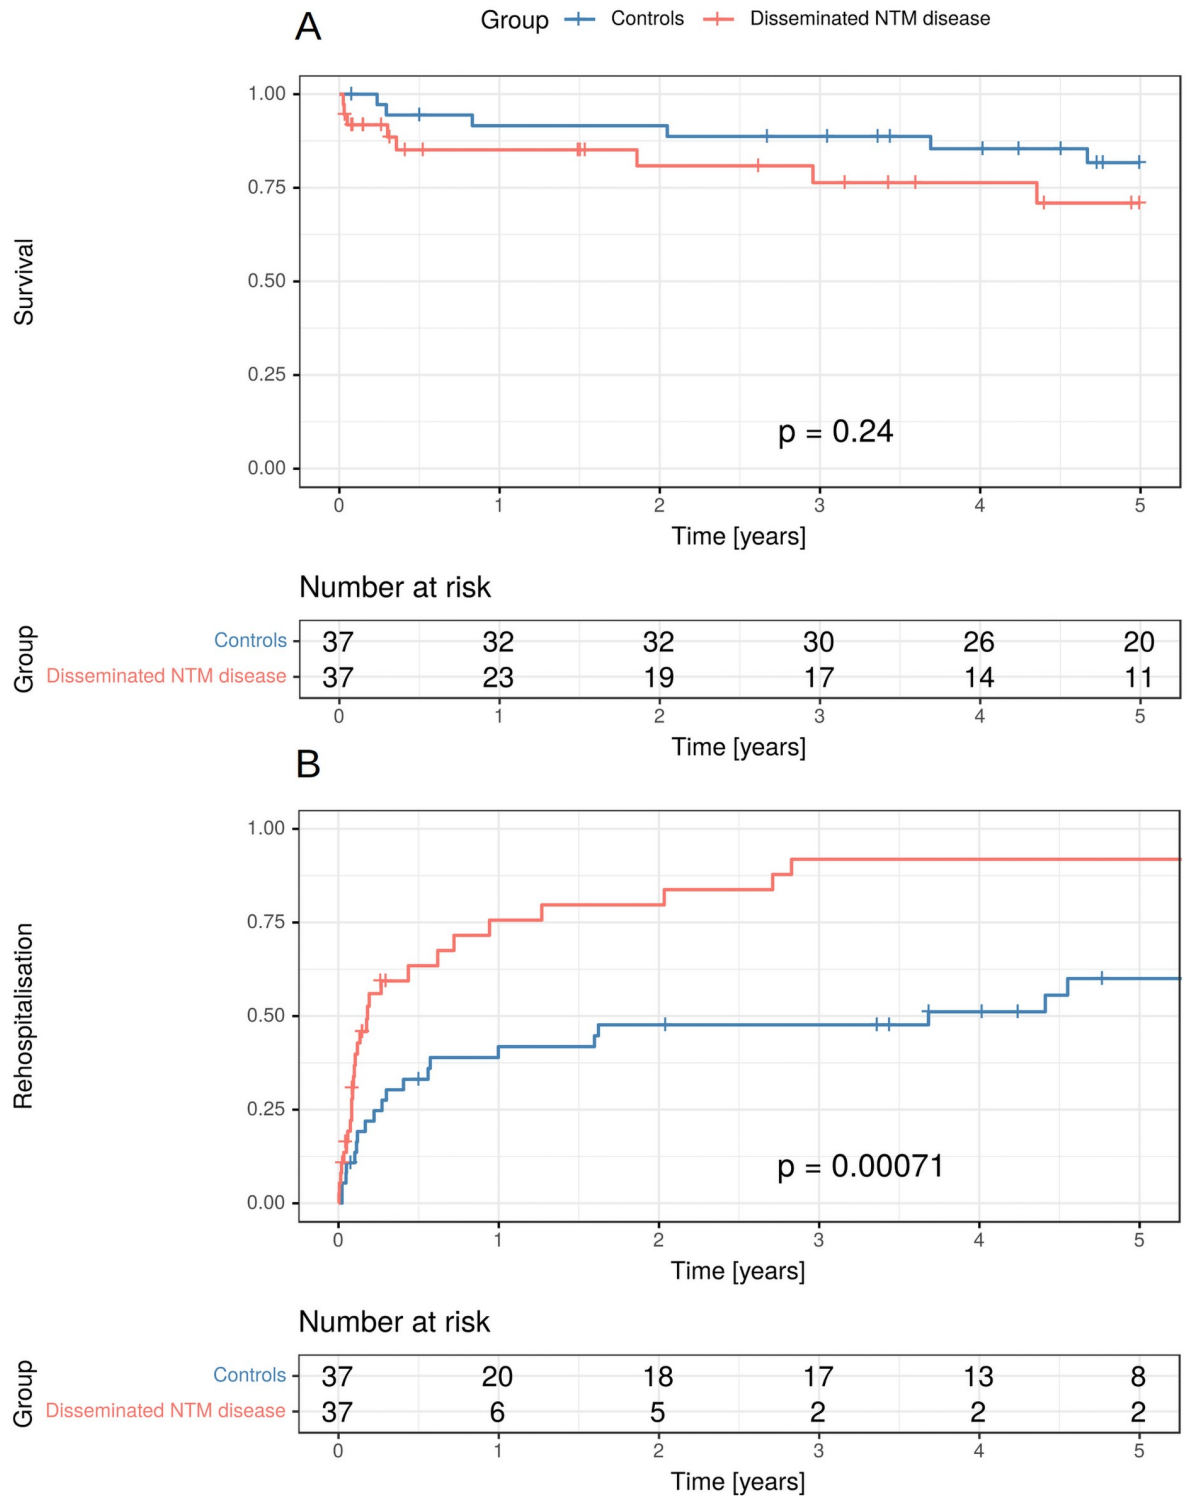 A
Group Controls Disseminated NTM disease
Survival
1.00
0.75
0.50
0.25
0.00
p = 0.24
0 1 2 3 4 5
Time [years]
Number at risk
Group
Controls 37 32 32 30 26 20
Disseminated NTM disease 37 23 19 17 14 11
0 1 2 3 4 5
Time [years]
B
Rehospitalisation
1.00
0.75
0.50
0.25
0.00
p = 0.00071
0 1 2 3 4 5
Time [years]
Number at risk
Group
Controls 37 20 18 17 13 8
Disseminated NTM disease 37 6 5 2 2 2
0 1 2 3 4 5
Time [years]